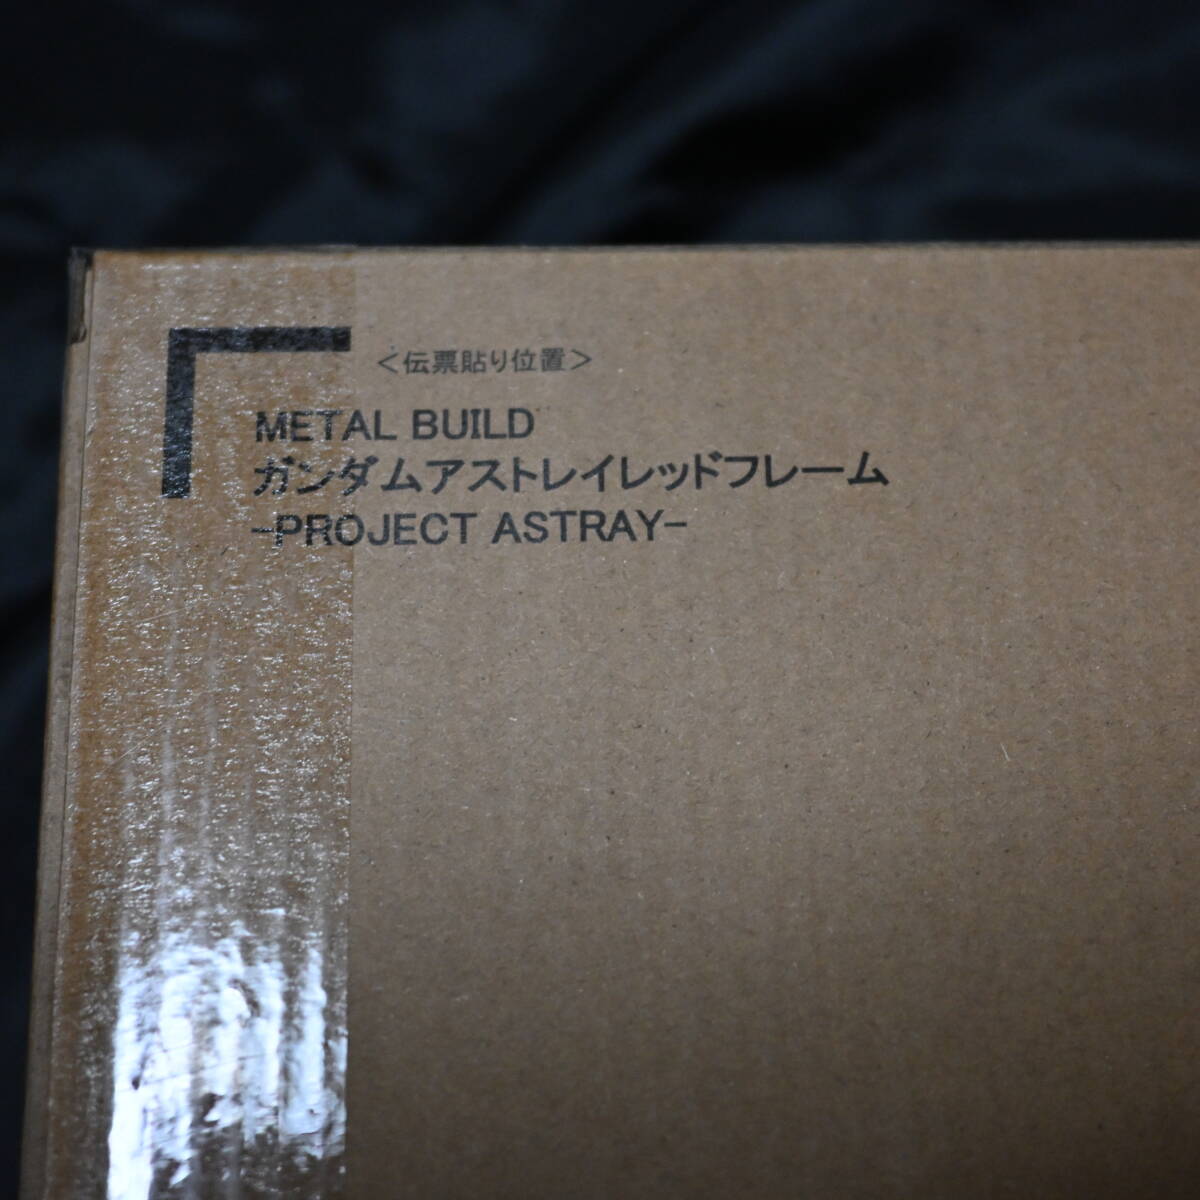 ＜伝票貼り位置＞
METAL BUILD
ガンダムアストレイレッドフレーム
-PROJECT ASTRAY-